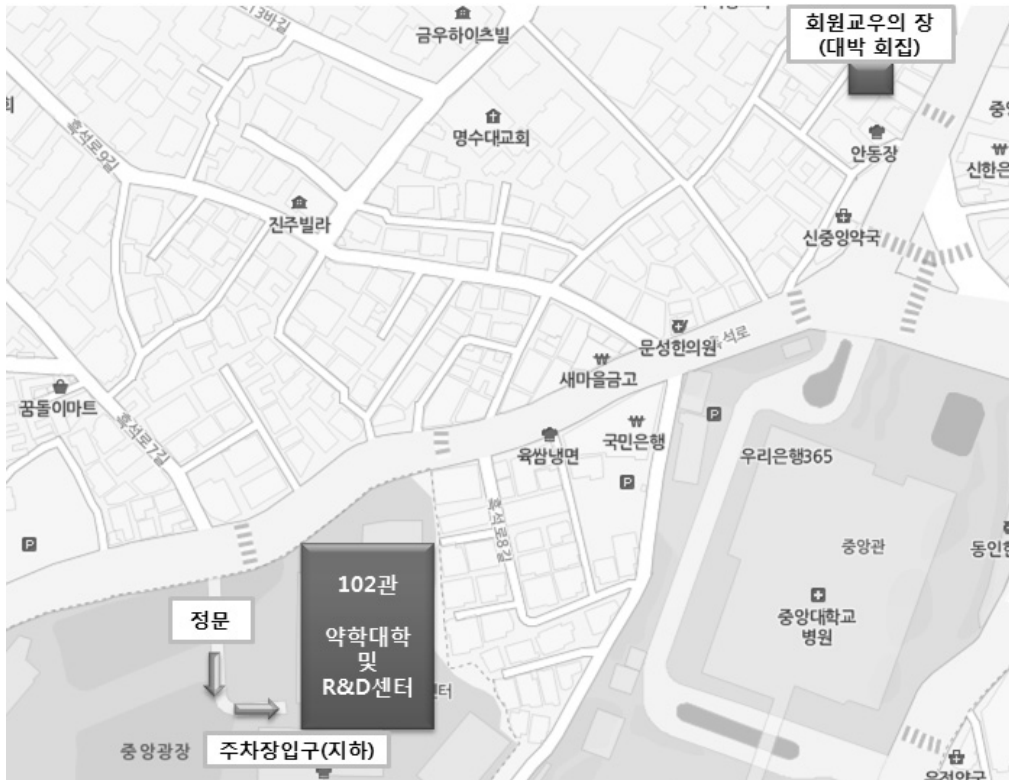 회원교우의 장
(대박 회집)
금우하이츠빌
명수대교회
안동장
신한은
흑석로9길
진주빌라
신중앙약국
문성한의원
흑석로
새마을금고
꿈돌이마트
국민은행
P
육쌈냉면
우리은행365
흑석로7길
P
흑석로8길
P
중앙관
동인한
102관
약학대학
및
R&D센터
중앙대학교
병원
정문
센터
중앙광장
주차장입구(지하)